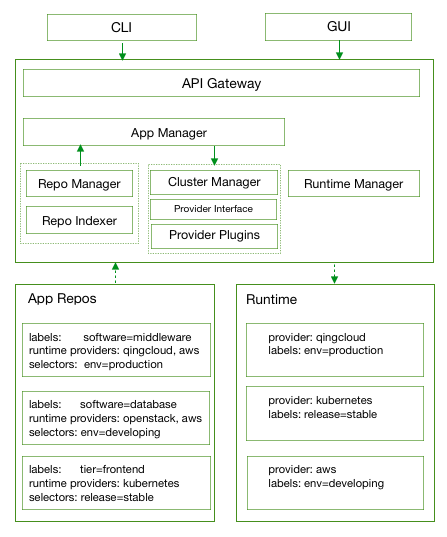 CLI
GUI
API Gateway
App Manager
Repo Manager
Cluster Manager
Runtime Manager
Repo Indexer
Provider Interface
Provider Plugins
App Repos
labels: software=middleware
runtime providers: qingcloud, aws
selectors: env=production
labels: software=database
runtime providers: openstack, aws
selectors: env=developing
labels: tier=frontend
runtime providers: kubernetes
selectors: release=stable
Runtime
provider: qingcloud
labels: env=production
provider: kubernetes
labels: release=stable
provider: aws
labels: env=developing